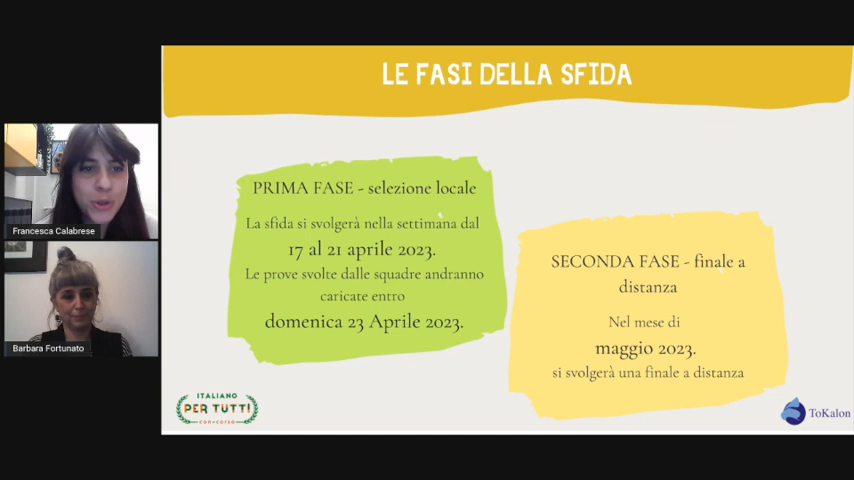 LE FASI DELLA SFIDA
Francesca Calabrese
Barbara Fortunato
PRIMA FASE - selezione locale
La sfida si svolgerà nella settimana dal
17 al 21 aprile 2023.
Le prove svolte dalle squadre andranno
caricate entro
domenica 23 Aprile 2023.
SECONDA FASE - finale a
distanza
Nel mese di
maggio 2023.
si svolgerà una finale a distanza
ITALIANO
PER TUTTI
con·corso
ToKalon